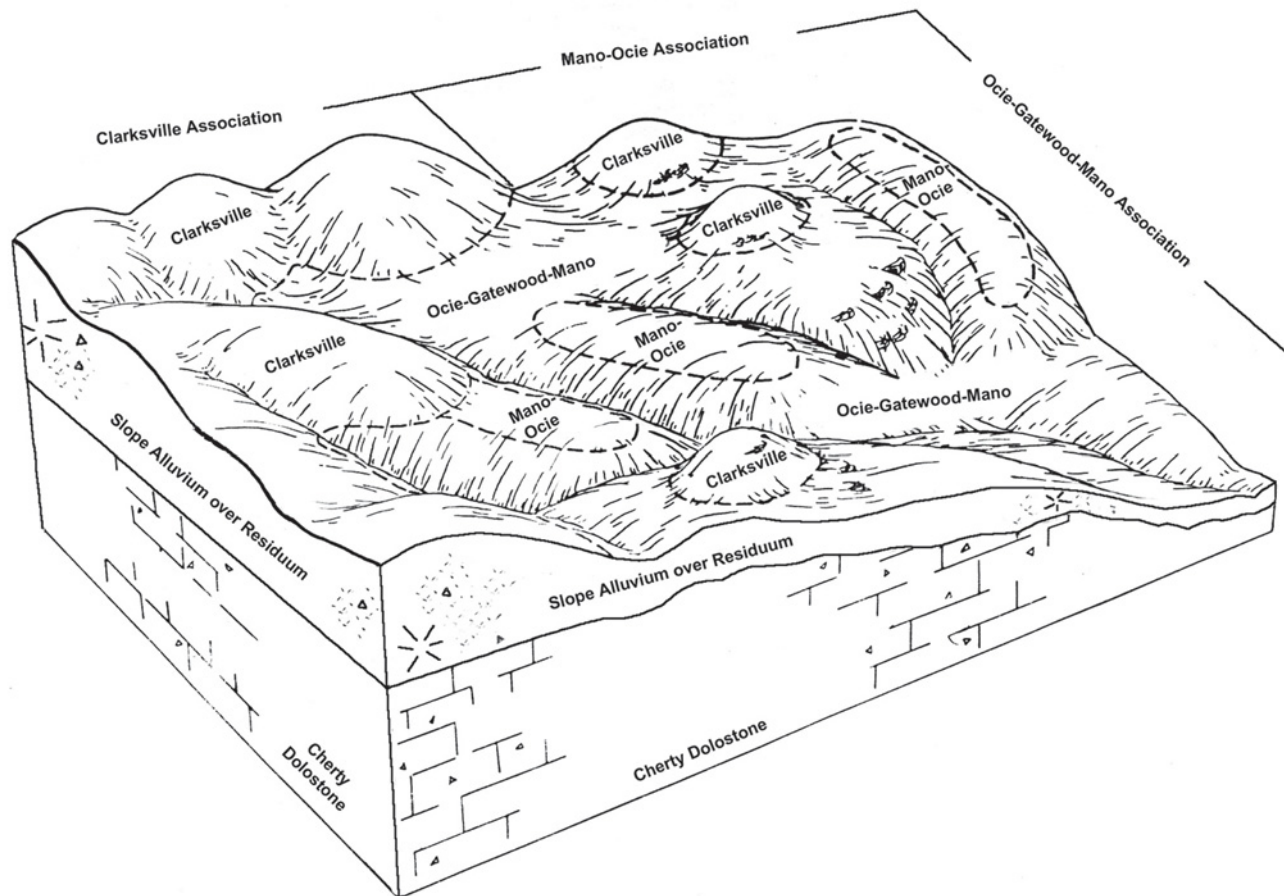 Mano-Ocie Association
Clarksville Association
Ocie-Gatewood-Mano Association
Clarksville
Mano-
Ocie
Clarksville
Clarksville
Ocie-Gatewood-Mano
Mano-
Ocie
Clarksville
Mano-
Ocie
Ocie-Gatewood-Mano
Clarksville
Slope Alluvium over Residuum
Slope Alluvium over Residuum
Cherty
Dolostone
Cherty Dolostone